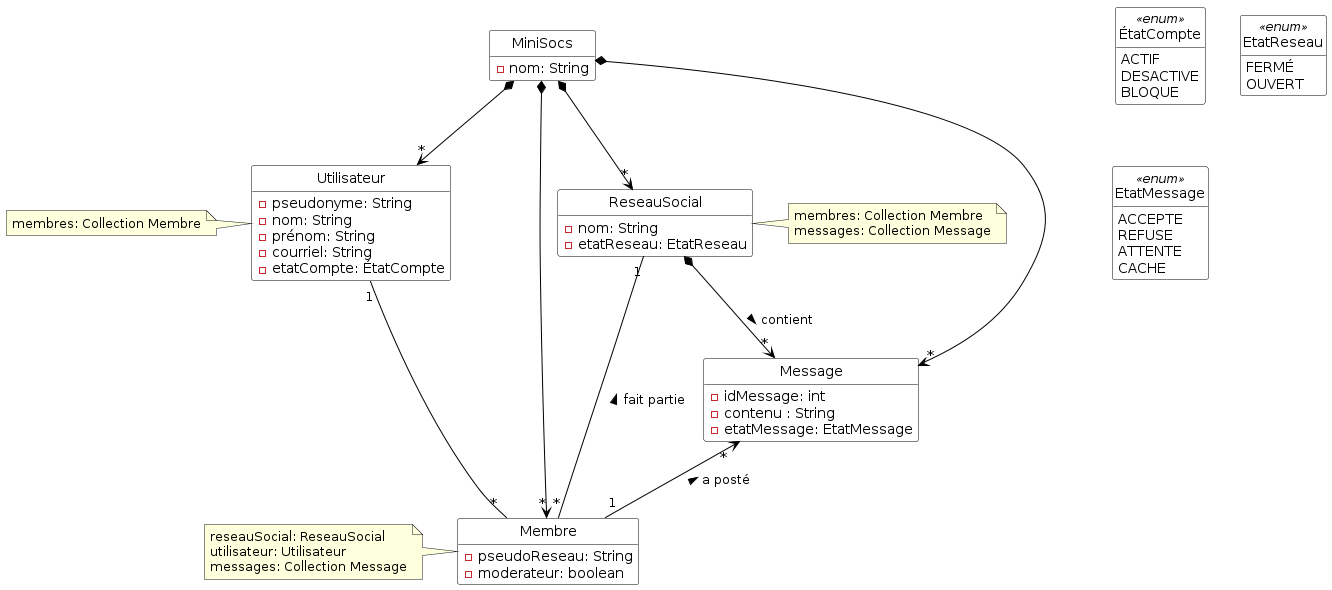 MiniSocs
nom: String
«enum»
ÉtatCompte
ACTIF
DESACTIVE
BLOQUE
«enum»
EtatReseau
FERMÉ
OUVERT
*
*
Utilisateur
pseudonyme: String
nom: String
prénom: String
courriel: String
etatCompte: ÉtatCompte
membres: Collection Membre
ReseauSocial
nom: String
etatReseau: EtatReseau
membres: Collection Membre
messages: Collection Message
«enum»
EtatMessage
ACCEPTE
REFUSE
ATTENTE
CACHE
1
1
contient
*
*
Message
idMessage: int
contenu : String
etatMessage: EtatMessage
fait partie
*
a posté
*
*
*
1
Membre
pseudoReseau: String
moderateur: boolean
reseauSocial: ReseauSocial
utilisateur: Utilisateur
messages: Collection Message